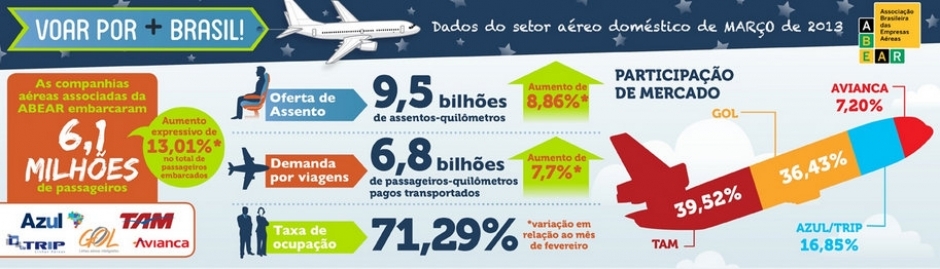 VOAR POR + BRASIL!
Dados do setor aéreo doméstico de MARÇO de 2013
Associação
Brasileira
das
Empresas
Aéreas
ABEAR
As companhias
aéreas associadas da
ABEAR embarcaram
6,1
MILHÕES
de passageiros
Aumento
expressivo de
13,01%*
no total de
passageiros
embarcados
Azul
TAM
TRIP
GOL
Avianca
Oferta de
Assento
9,5 bilhões
de assentos-quilômetros
Aumento de
8,86%*
Demanda
por viagens
6,8 bilhões
de passageiros-quilômetros
pagos transportados
Aumento de
7,7%*
Taxa de
ocupação
71,29%
*variação em
relação ao mês
de fevereiro
PARTICIPAÇÃO
DE MERCADO
AVIANCA
7,20%
GOL
36,43%
39,52%
TAM
AZUL/TRIP
16,85%